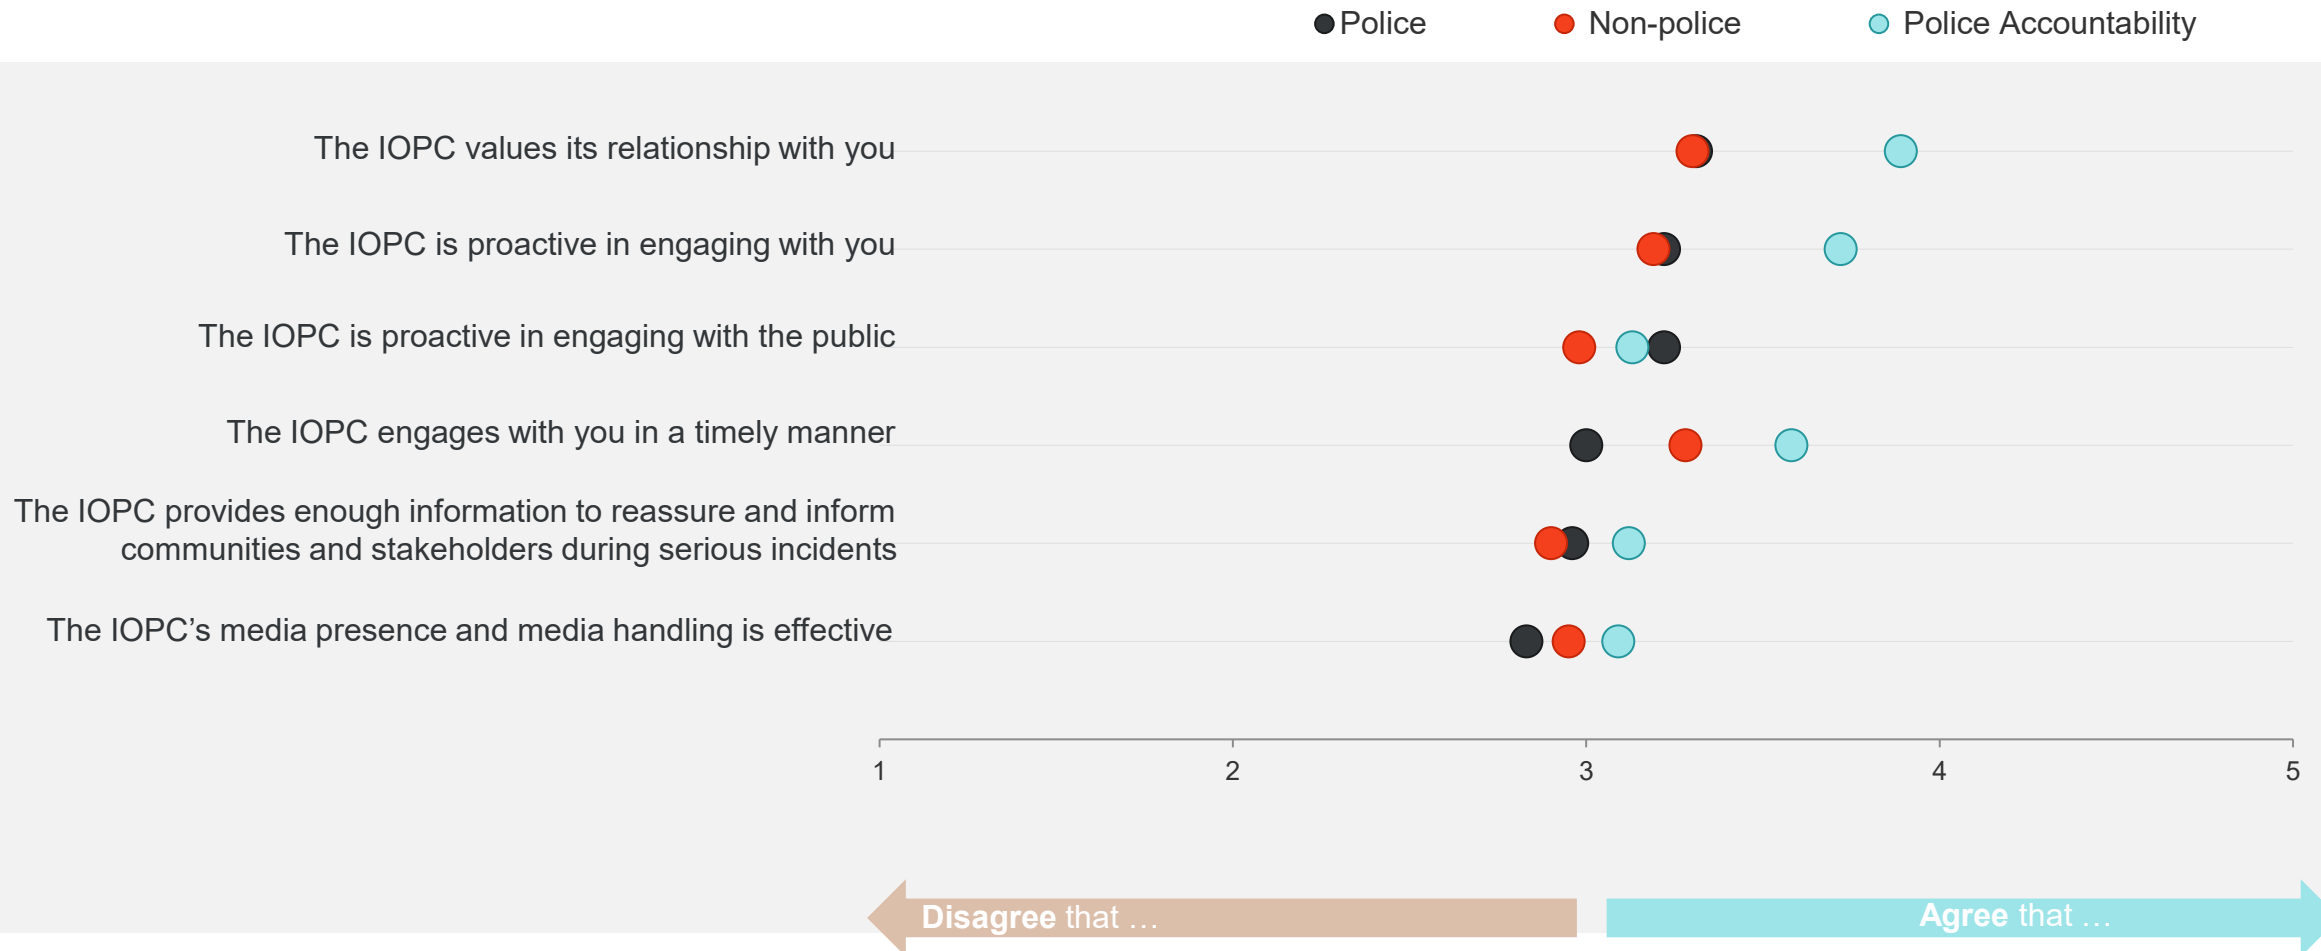 Police Non-police Police Accountability
The IOPC values its relationship with you
The IOPC is proactive in engaging with you
The IOPC is proactive in engaging with the public
The IOPC engages with you in a timely manner
The IOPC provides enough information to reassure and inform
communities and stakeholders during serious incidents
The IOPC’s media presence and media handling is effective
1 2 3 4 5
Disagree that … Agree that …